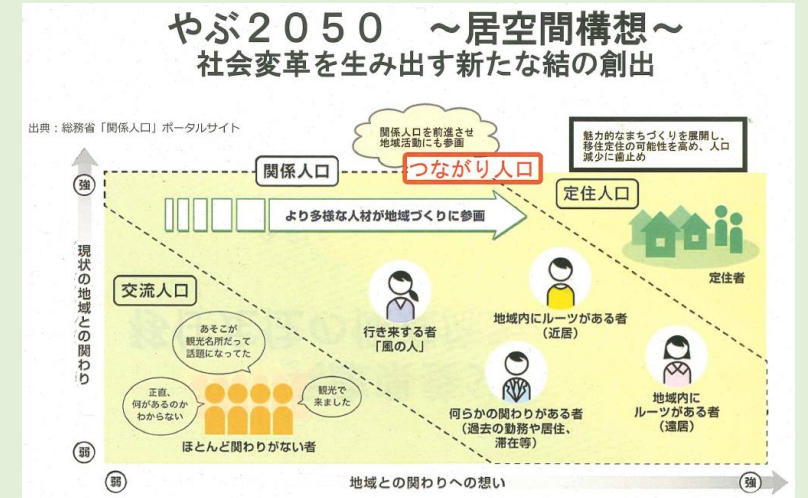 やぶ２０５０　～居空間構想～
社会変革を生み出す新たな結の創出
出典：総務省「関係人口」ポータルサイト
関係人口を前進させ
地域活動にも参画
魅力的なまちづくりを展開し、
移住定住の可能性を高め、人口
減少に歯止め
関係人口
つながり人口
定住人口
強
より多様な人材が地域づくりに参画
現状の地域との関わり
定住者
交流人口
行き来する者
「風の人」
地域内にルーツがある者
（近居）
あそこが
観光名所だって
話題になってた
正直、
何があるのか
わからない
観光で
来ました
ほとんど関わりがない者
何らかの関わりがある者
（過去の勤務や居住、
滞在等）
地域内に
ルーツがある者
（遠居）
弱
弱
地域との関わりへの想い
強